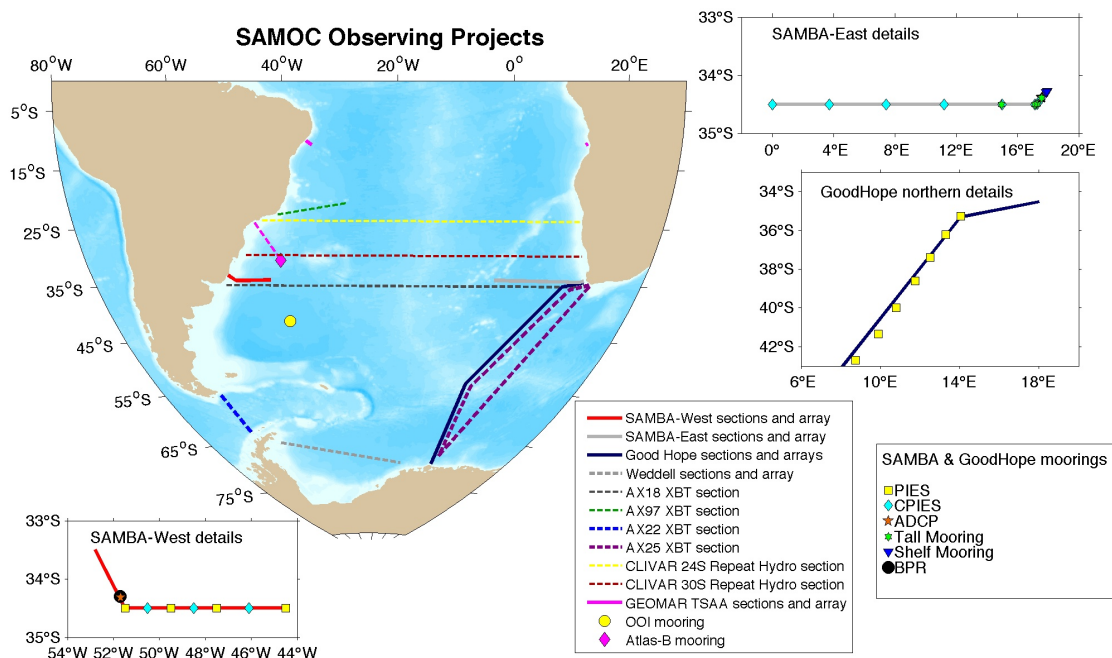 SAMOC Observing Projects
80°W
60°W
40°W
20°W
0°
20°E
5°S
15°S
25°S
35°S
45°S
55°S
65°S
75°S
SAMBA-East details
33°S
34°S
35°S
0°
4°E
8°E
12°E
16°E
20°E
GoodHope northern details
34°S
36°S
38°S
40°S
42°S
6°E
10°E
14°E
18°E
SAMBA-West details
33°S
34°S
35°S
54°W
52°W
50°W
48°W
46°W
44°W
SAMBA-West sections and array
SAMBA-East sections and array
Good Hope sections and arrays
Weddell sections and array
AX18 XBT section
AX97 XBT section
AX22 XBT section
AX25 XBT section
CLIVAR 24S Repeat Hydro section
CLIVAR 30S Repeat Hydro section
GEOMAR TSAA sections and array
OOI mooring
Atlas-B mooring
SAMBA & GoodHope moorings
PIES
CPIES
ADCP
Tall Mooring
Shelf Mooring
BPR